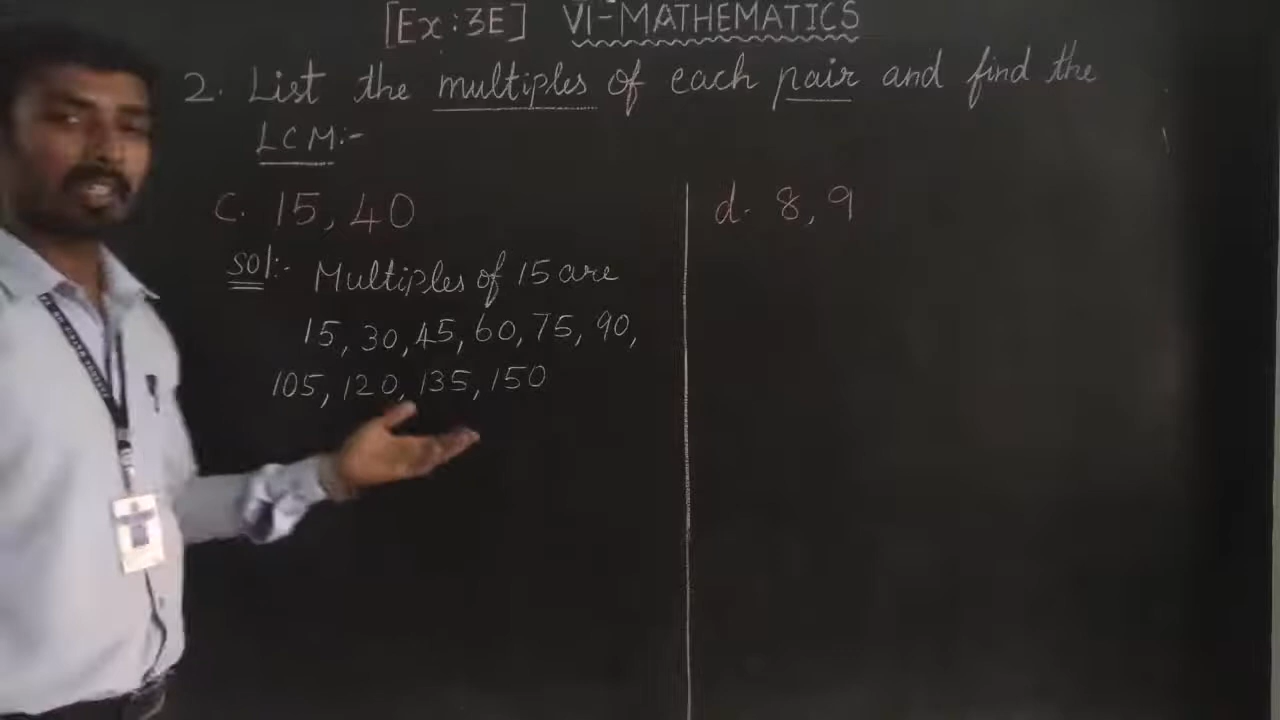 [Ex: 3E] VI-MATHEMATICS
2. List the multiples of each pair and find the
LCM:-
C. 15, 40
Sol:- Multiples of 15 are
15, 30, 45, 60, 75, 90,
105, 120, 135, 150
d. 8, 9